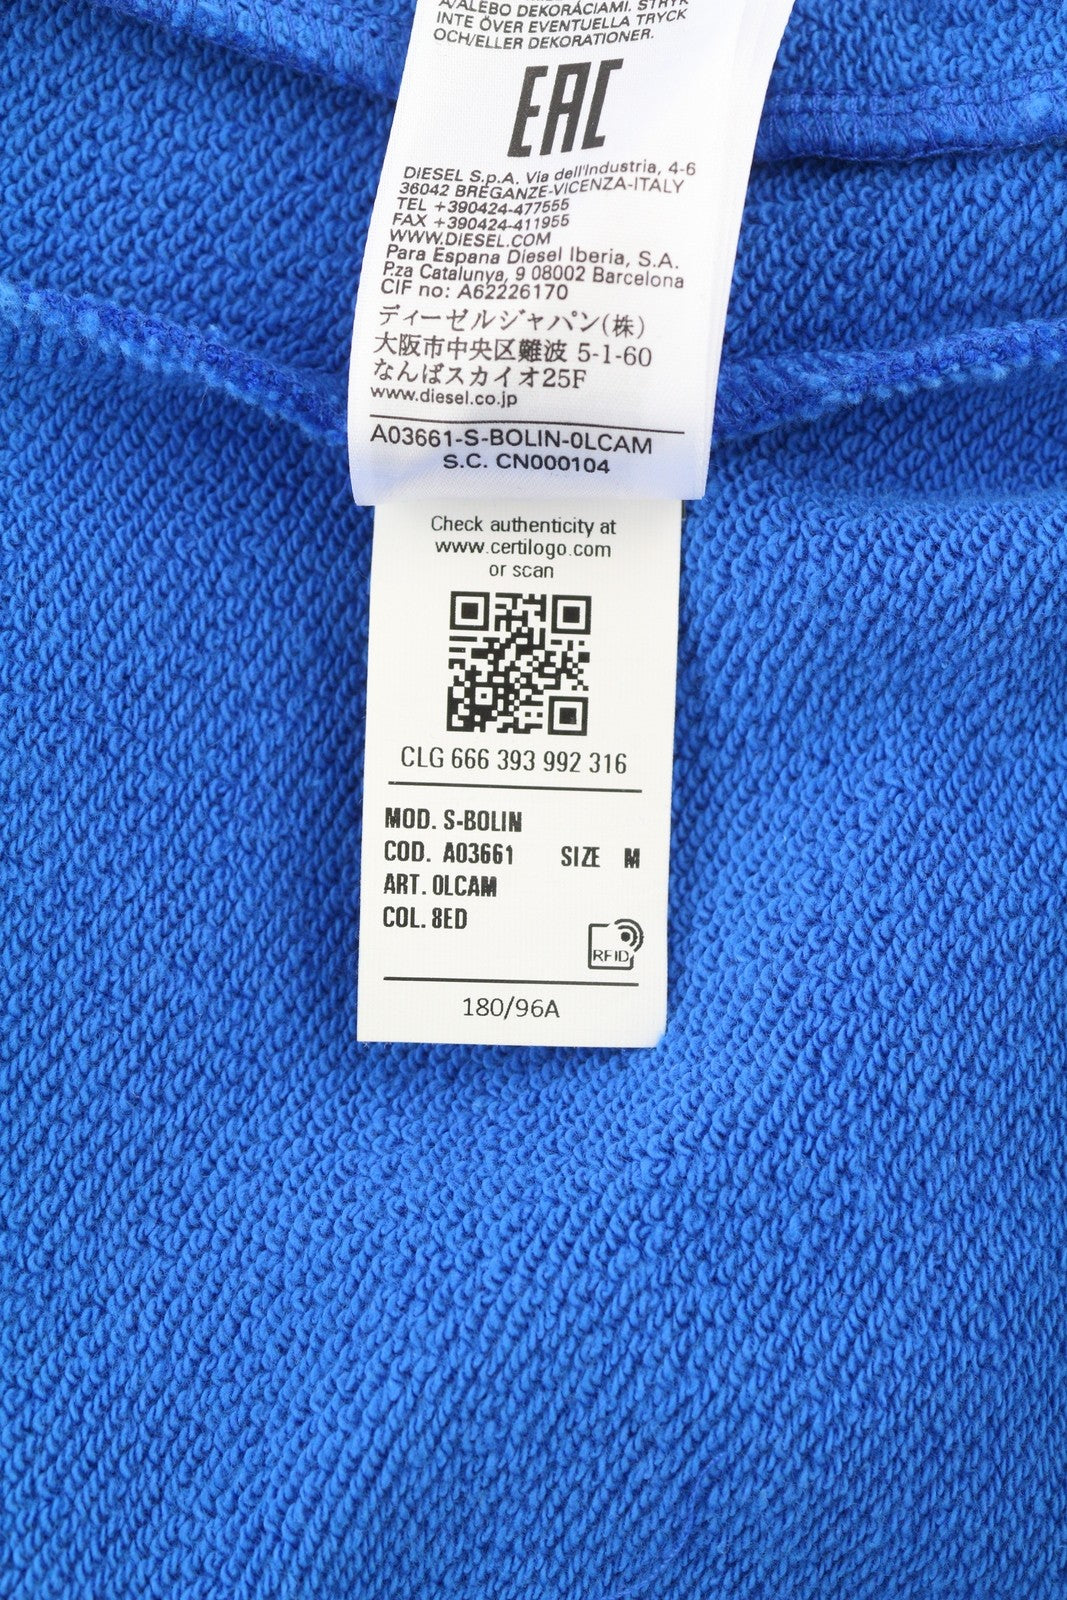 A/ALEBO DEKORÁCIAMI. STRYK
INTE ÖVER EVENTUELLA TRYCK
OCH/ELLER DEKORATIONER.
EAC
DIESEL S.p.A. Via dell'Industria, 4-6
36042 BREGANZE-VICENZA-ITALY
TEL +390424-477555
FAX +390424-411955
WWW.DIESEL.COM
Para Espana Diesel Iberia, S.A.
P.za Catalunya, 9 08002 Barcelona
CIF no: A62226170
ディーゼルジャパン(株)
大阪市中央区難波 5-1-60
なんばスカイオ25F
www.diesel.co.jp
A03661-S-BOLIN-0LCAM
S.C. CN000104
Check authenticity at
www.certilogo.com
or scan
CLG 666 393 992 316
MOD. S-BOLIN
COD. A03661 SIZE M
ART. 0LCAM
COL. 8ED
RFID
180/96A